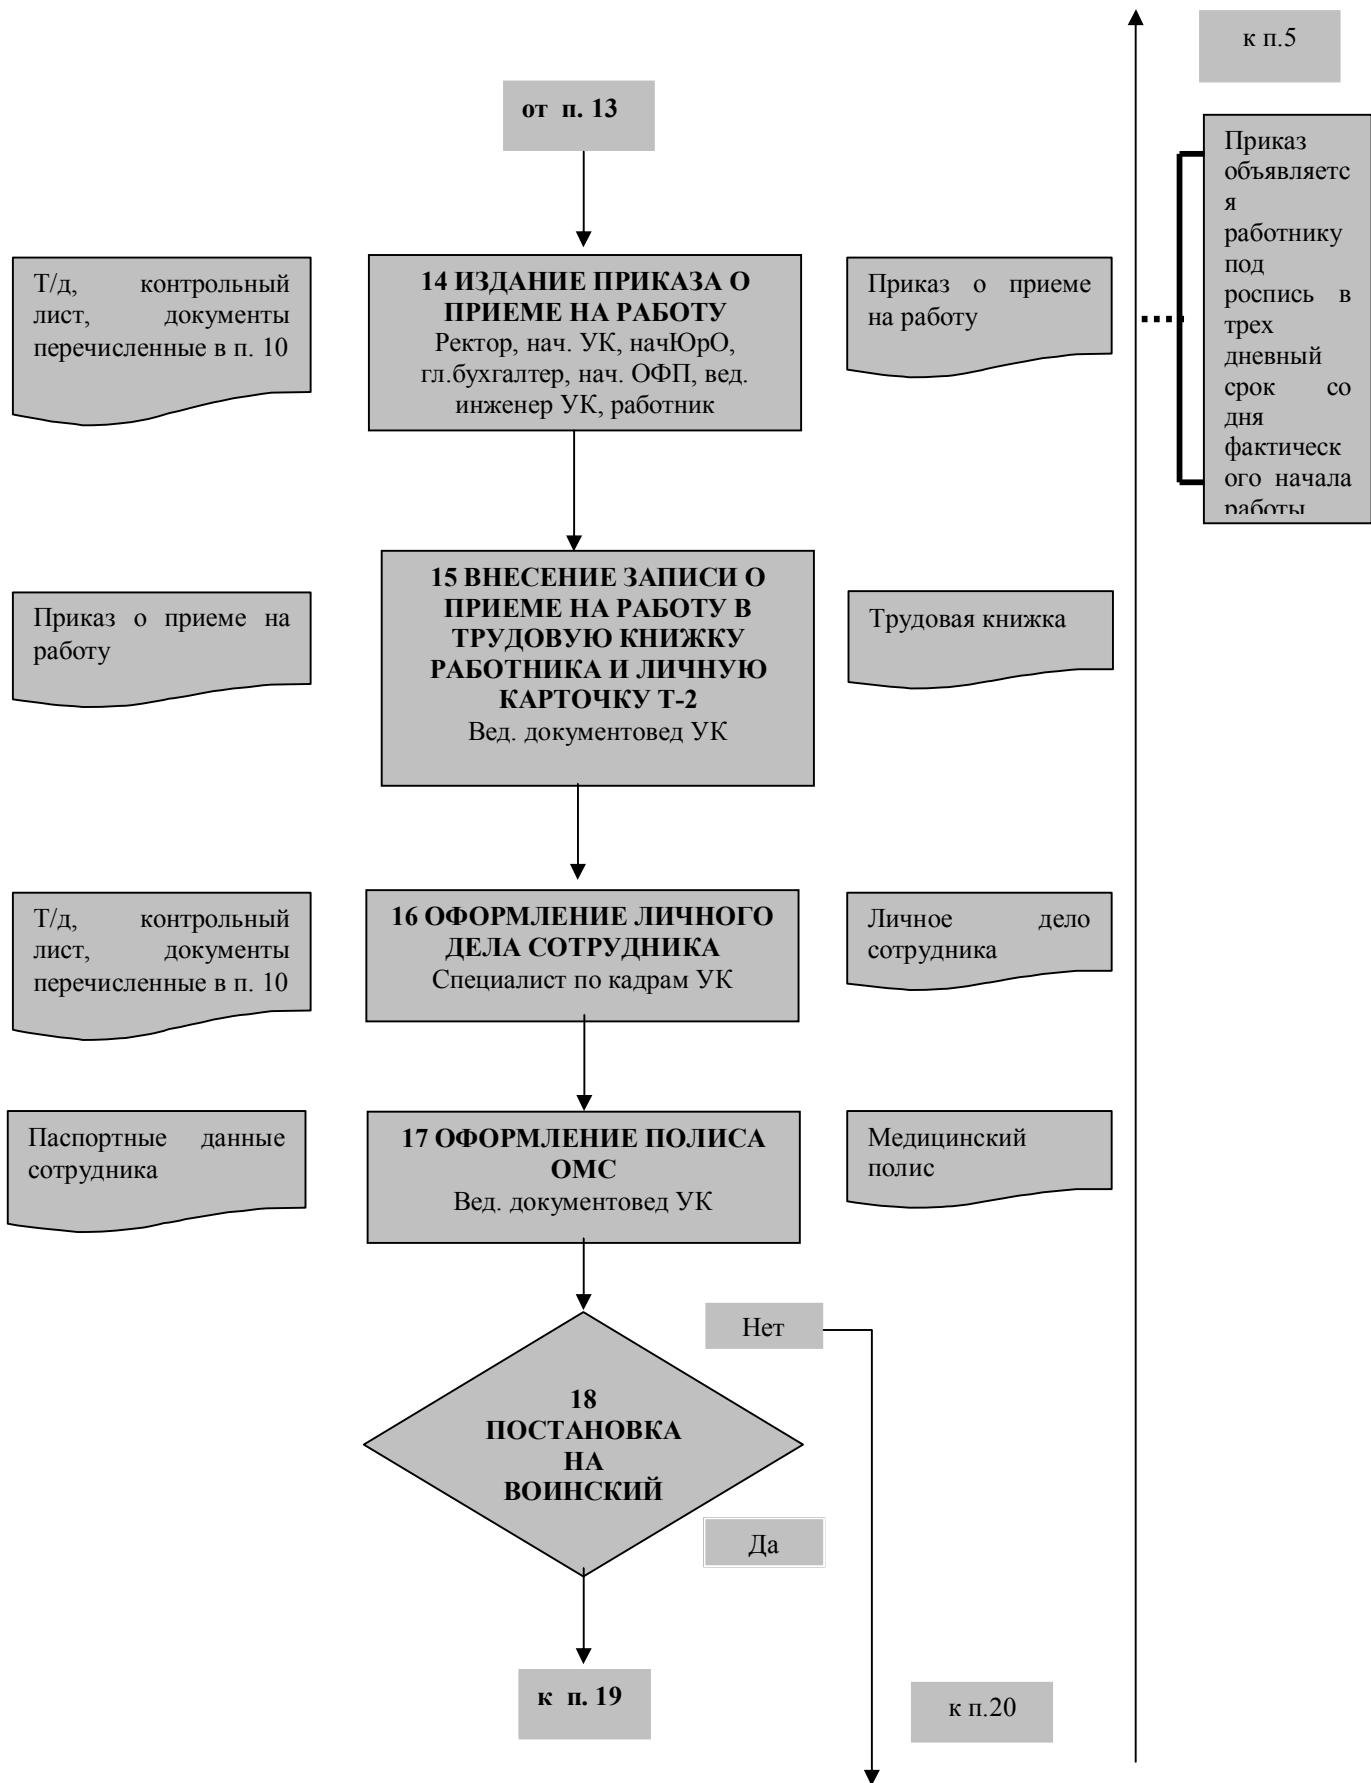 к п.5
от п. 13
Приказ
объявляетс
я
работнику
под
роспись в
трех
дневный
срок со
дня
фактическ
ого начала
работы
Т/д, контрольный
лист, документы
перечисленные в п. 10
14 ИЗДАНИЕ ПРИКАЗА О
ПРИЕМЕ НА РАБОТУ
Ректор, нач. УК, начЮрО,
гл.бухгалтер, нач. ОФП, вед.
инженер УК, работник
Приказ о приеме
на работу
Приказ о приеме на
работу
15 ВНЕСЕНИЕ ЗАПИСИ О
ПРИЕМЕ НА РАБОТУ В
ТРУДОВУЮ КНИЖКУ
РАБОТНИКА И ЛИЧНУЮ
КАРТОЧКУ Т-2
Вед. документовед УК
Трудовая книжка
Т/д, контрольный
лист, документы
перечисленные в п. 10
16 ОФОРМЛЕНИЕ ЛИЧНОГО
ДЕЛА СОТРУДНИКА
Специалист по кадрам УК
Личное дело
сотрудника
Паспортные данные
сотрудника
17 ОФОРМЛЕНИЕ ПОЛИСА
ОМС
Вед. документовед УК
Медицинский
полис
Нет
18
ПОСТАНОВКА
НА
ВОИНСКИЙ
Да
к п. 19
к п.20